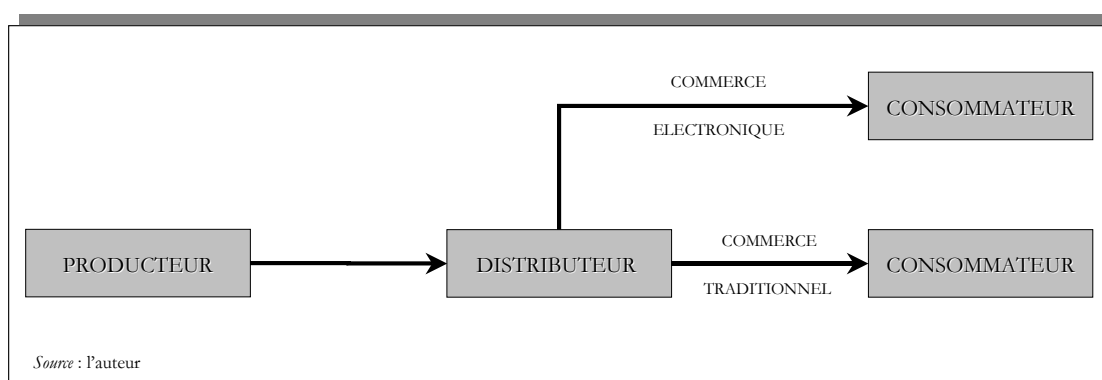 COMMERCE
ELECTRONIQUE
CONSOMMATEUR
PRODUCTEUR
DISTRIBUTEUR
COMMERCE
TRADITIONNEL
CONSOMMATEUR
Source : l'auteur